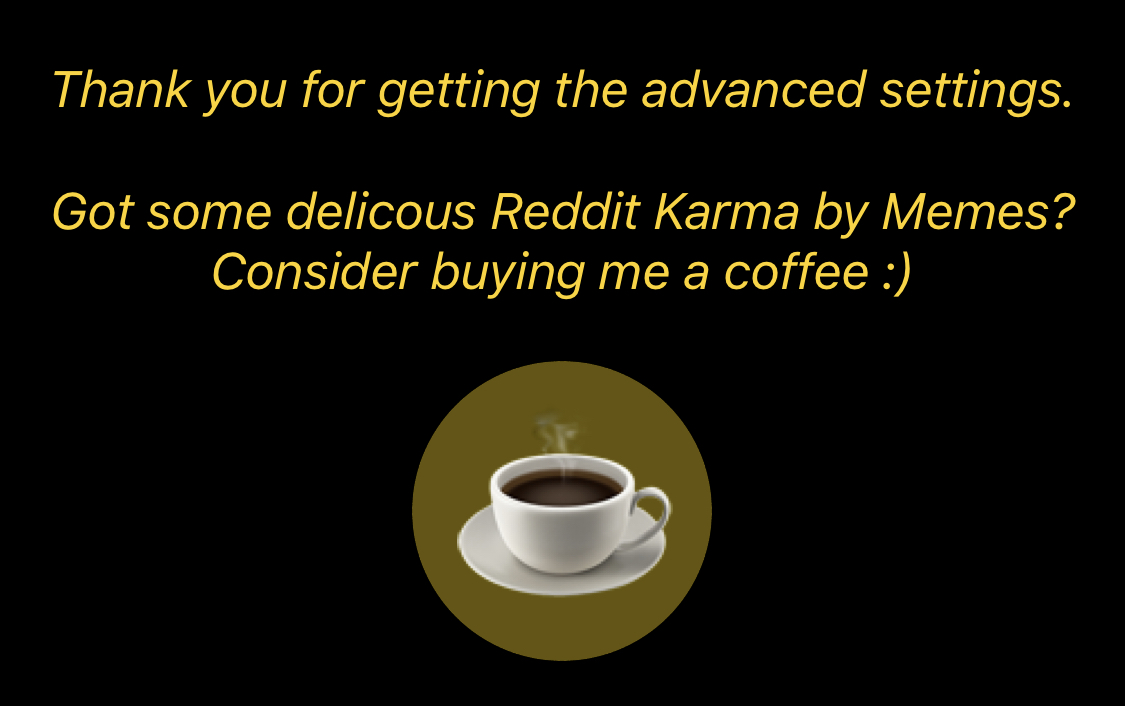 Thank you for getting the advanced settings.
Got some delicous Reddit Karma by Memes?
Consider buying me a coffee :)